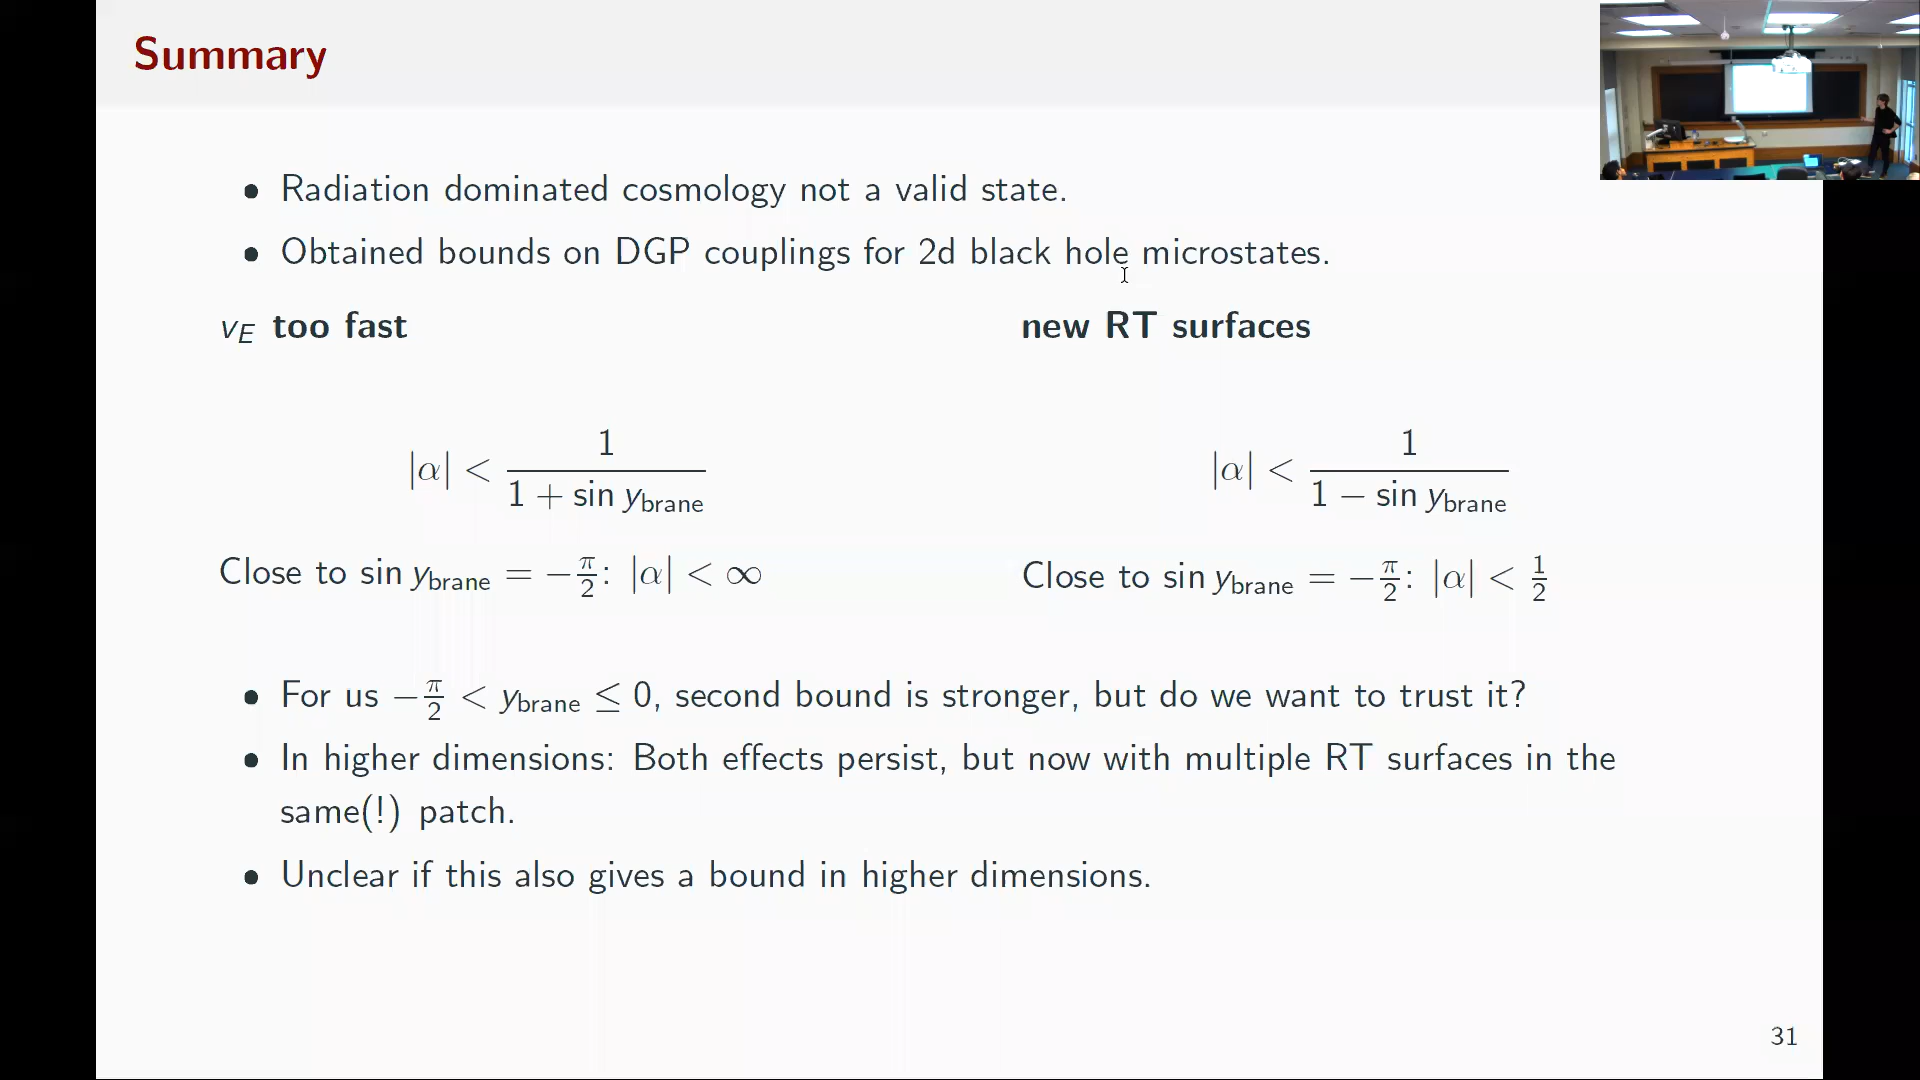 Summary
• Radiation dominated cosmology not a valid state.
• Obtained bounds on DGP couplings for 2d black hole microstates.
v_E too fast
|α| < 1 / (1 + sin y_brane)
Close to sin y_brane = −π/2: |α| < ∞
new RT surfaces
|α| < 1 / (1 − sin y_brane)
Close to sin y_brane = −π/2: |α| < 1/2
• For us −π/2 < y_brane ≤ 0, second bound is stronger, but do we want to trust it?
• In higher dimensions: Both effects persist, but now with multiple RT surfaces in the
same(!) patch.
• Unclear if this also gives a bound in higher dimensions.
31